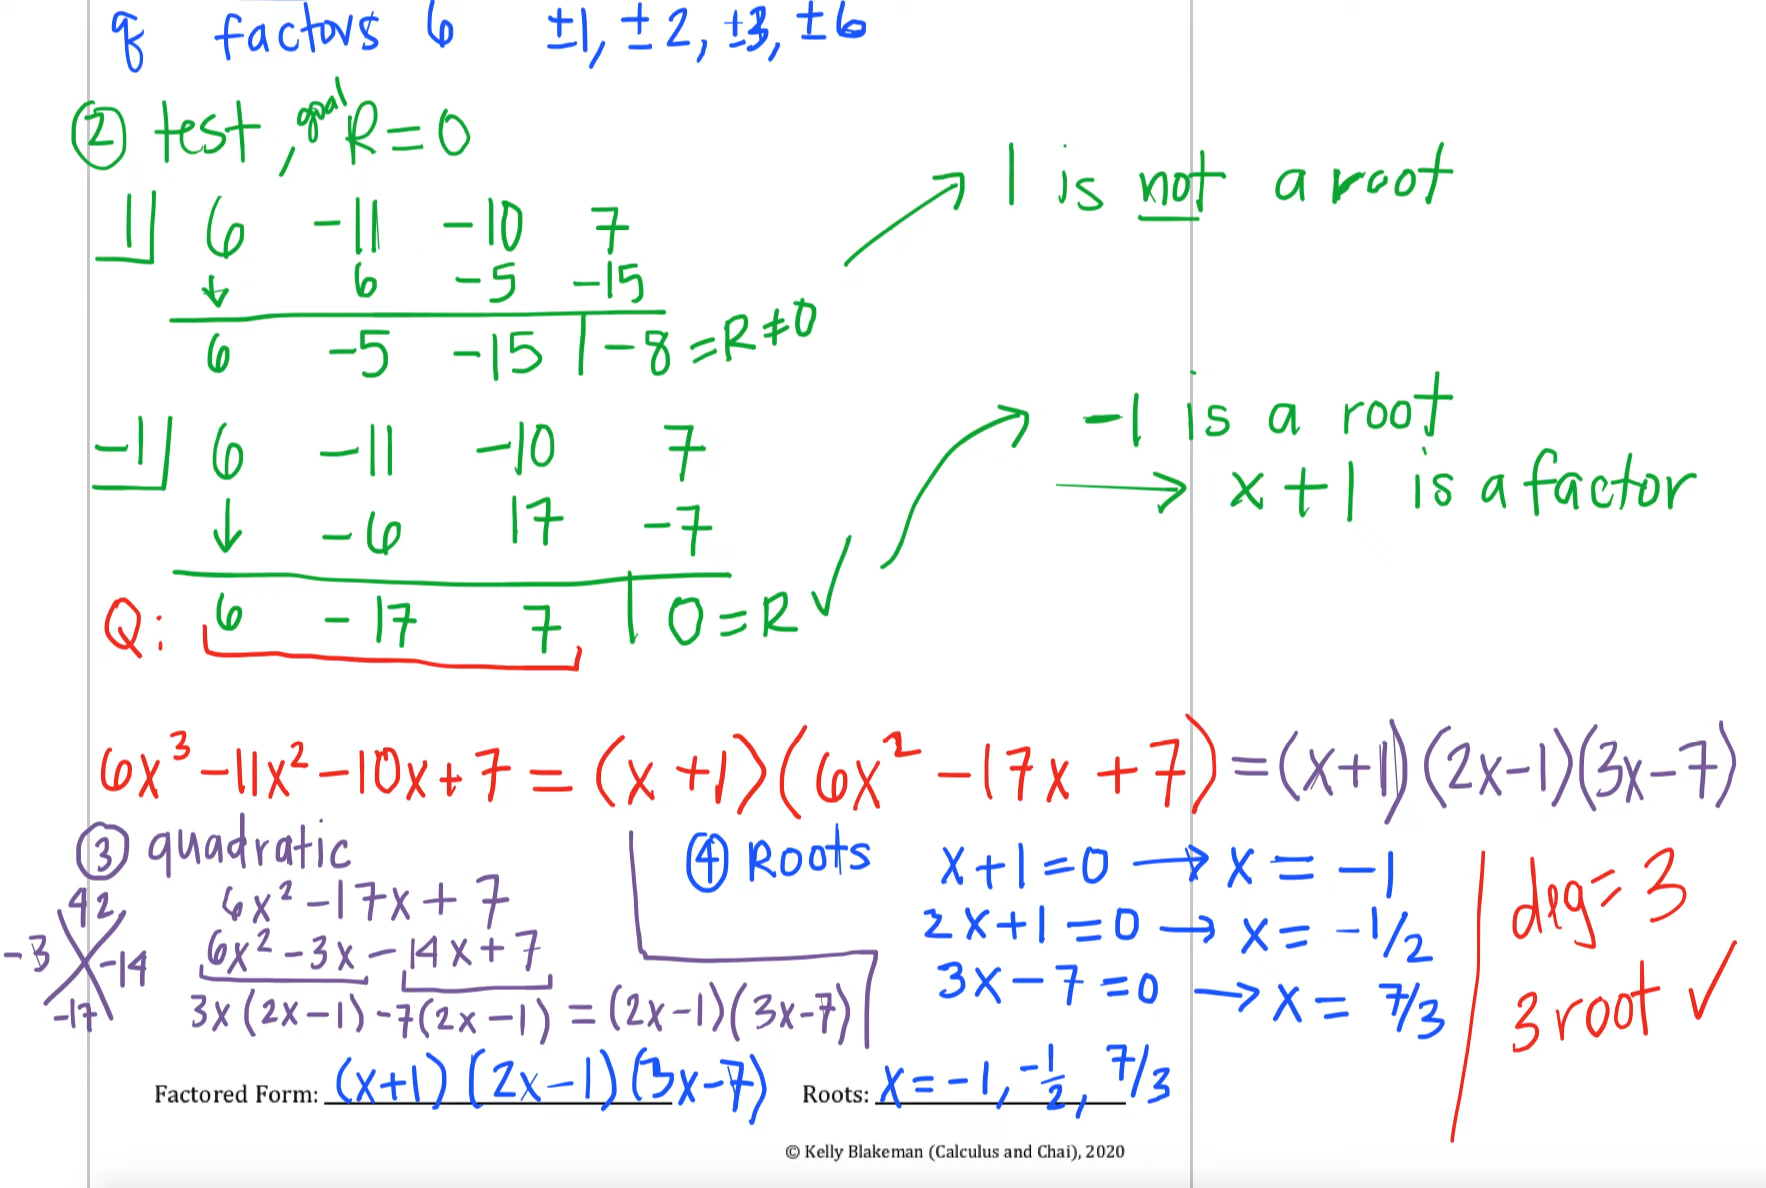 q factors 6 ±1, ±2, ±3, ±6
② test, goal R=0
1 6 -11 -10 7
↓ 6 -5 -15
6 -5 -15 -8 = R ≠ 0
→ 1 is not a root
-1 6 -11 -10 7
↓ -6 17 -7
Q: 6 -17 7 0 = R ✓
→ -1 is a root
→ x+1 is a factor
6x³-11x²-10x+7 = (x+1)(6x²-17x+7) = (x+1)(2x-1)(3x-7)
③ quadratic
42
-3 -14
-17
6x²-17x+7
6x²-3x-14x+7
3x(2x-1)-7(2x-1) = (2x-1)(3x-7)
④ Roots
x+1=0 → x = -1
2x+1=0 → x = -1/2
3x-7=0 → x = 7/3
deg = 3
3 root ✓
Factored Form: (x+1)(2x-1)(3x-7) Roots: x = -1, -1/2, 7/3
© Kelly Blakeman (Calculus and Chai), 2020